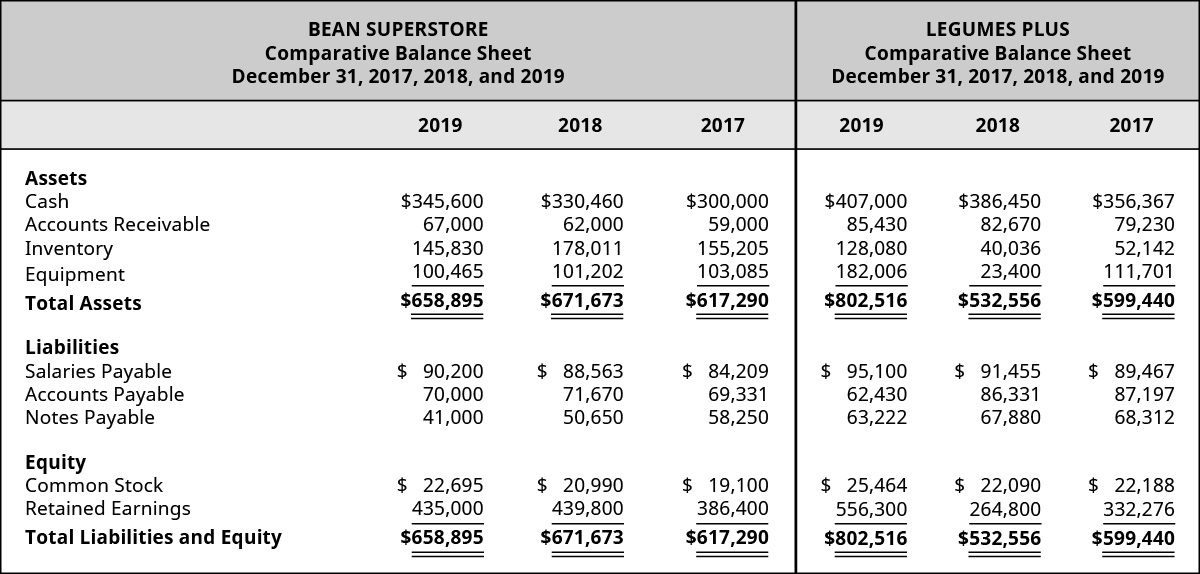 BEAN SUPERSTORE LEGUMES PLUS
Comparative Balance Sheet Comparative Balance Sheet
December 31, 2017, 2018, and 2019 December 31, 2017, 2018, and 2019
2019 2018 2017 2019 2018 2017
Assets
Cash $345,600 $330,460 $300,000 $407,000 $386,450 $356,367
Accounts Receivable 67,000 62,000 59,000 85,430 82,670 79,230
Inventory 145,830 178,011 155,205 128,080 40,036 52,142
Equipment 100,465 101,202 103,085 182,006 23,400 111,701
Total Assets $658,895 $671,673 $617,290 $802,516 $532,556 $599,440
Liabilities
Salaries Payable $ 90,200 $ 88,563 $ 84,209 $ 95,100 $ 91,455 $ 89,467
Accounts Payable 70,000 71,670 69,331 62,430 86,331 87,197
Notes Payable 41,000 50,650 58,250 63,222 67,880 68,312
Equity
Common Stock $ 22,695 $ 20,990 $ 19,100 $ 25,464 $ 22,090 $ 22,188
Retained Earnings 435,000 439,800 386,400 556,300 264,800 332,276
Total Liabilities and Equity $658,895 $671,673 $617,290 $802,516 $532,556 $599,440